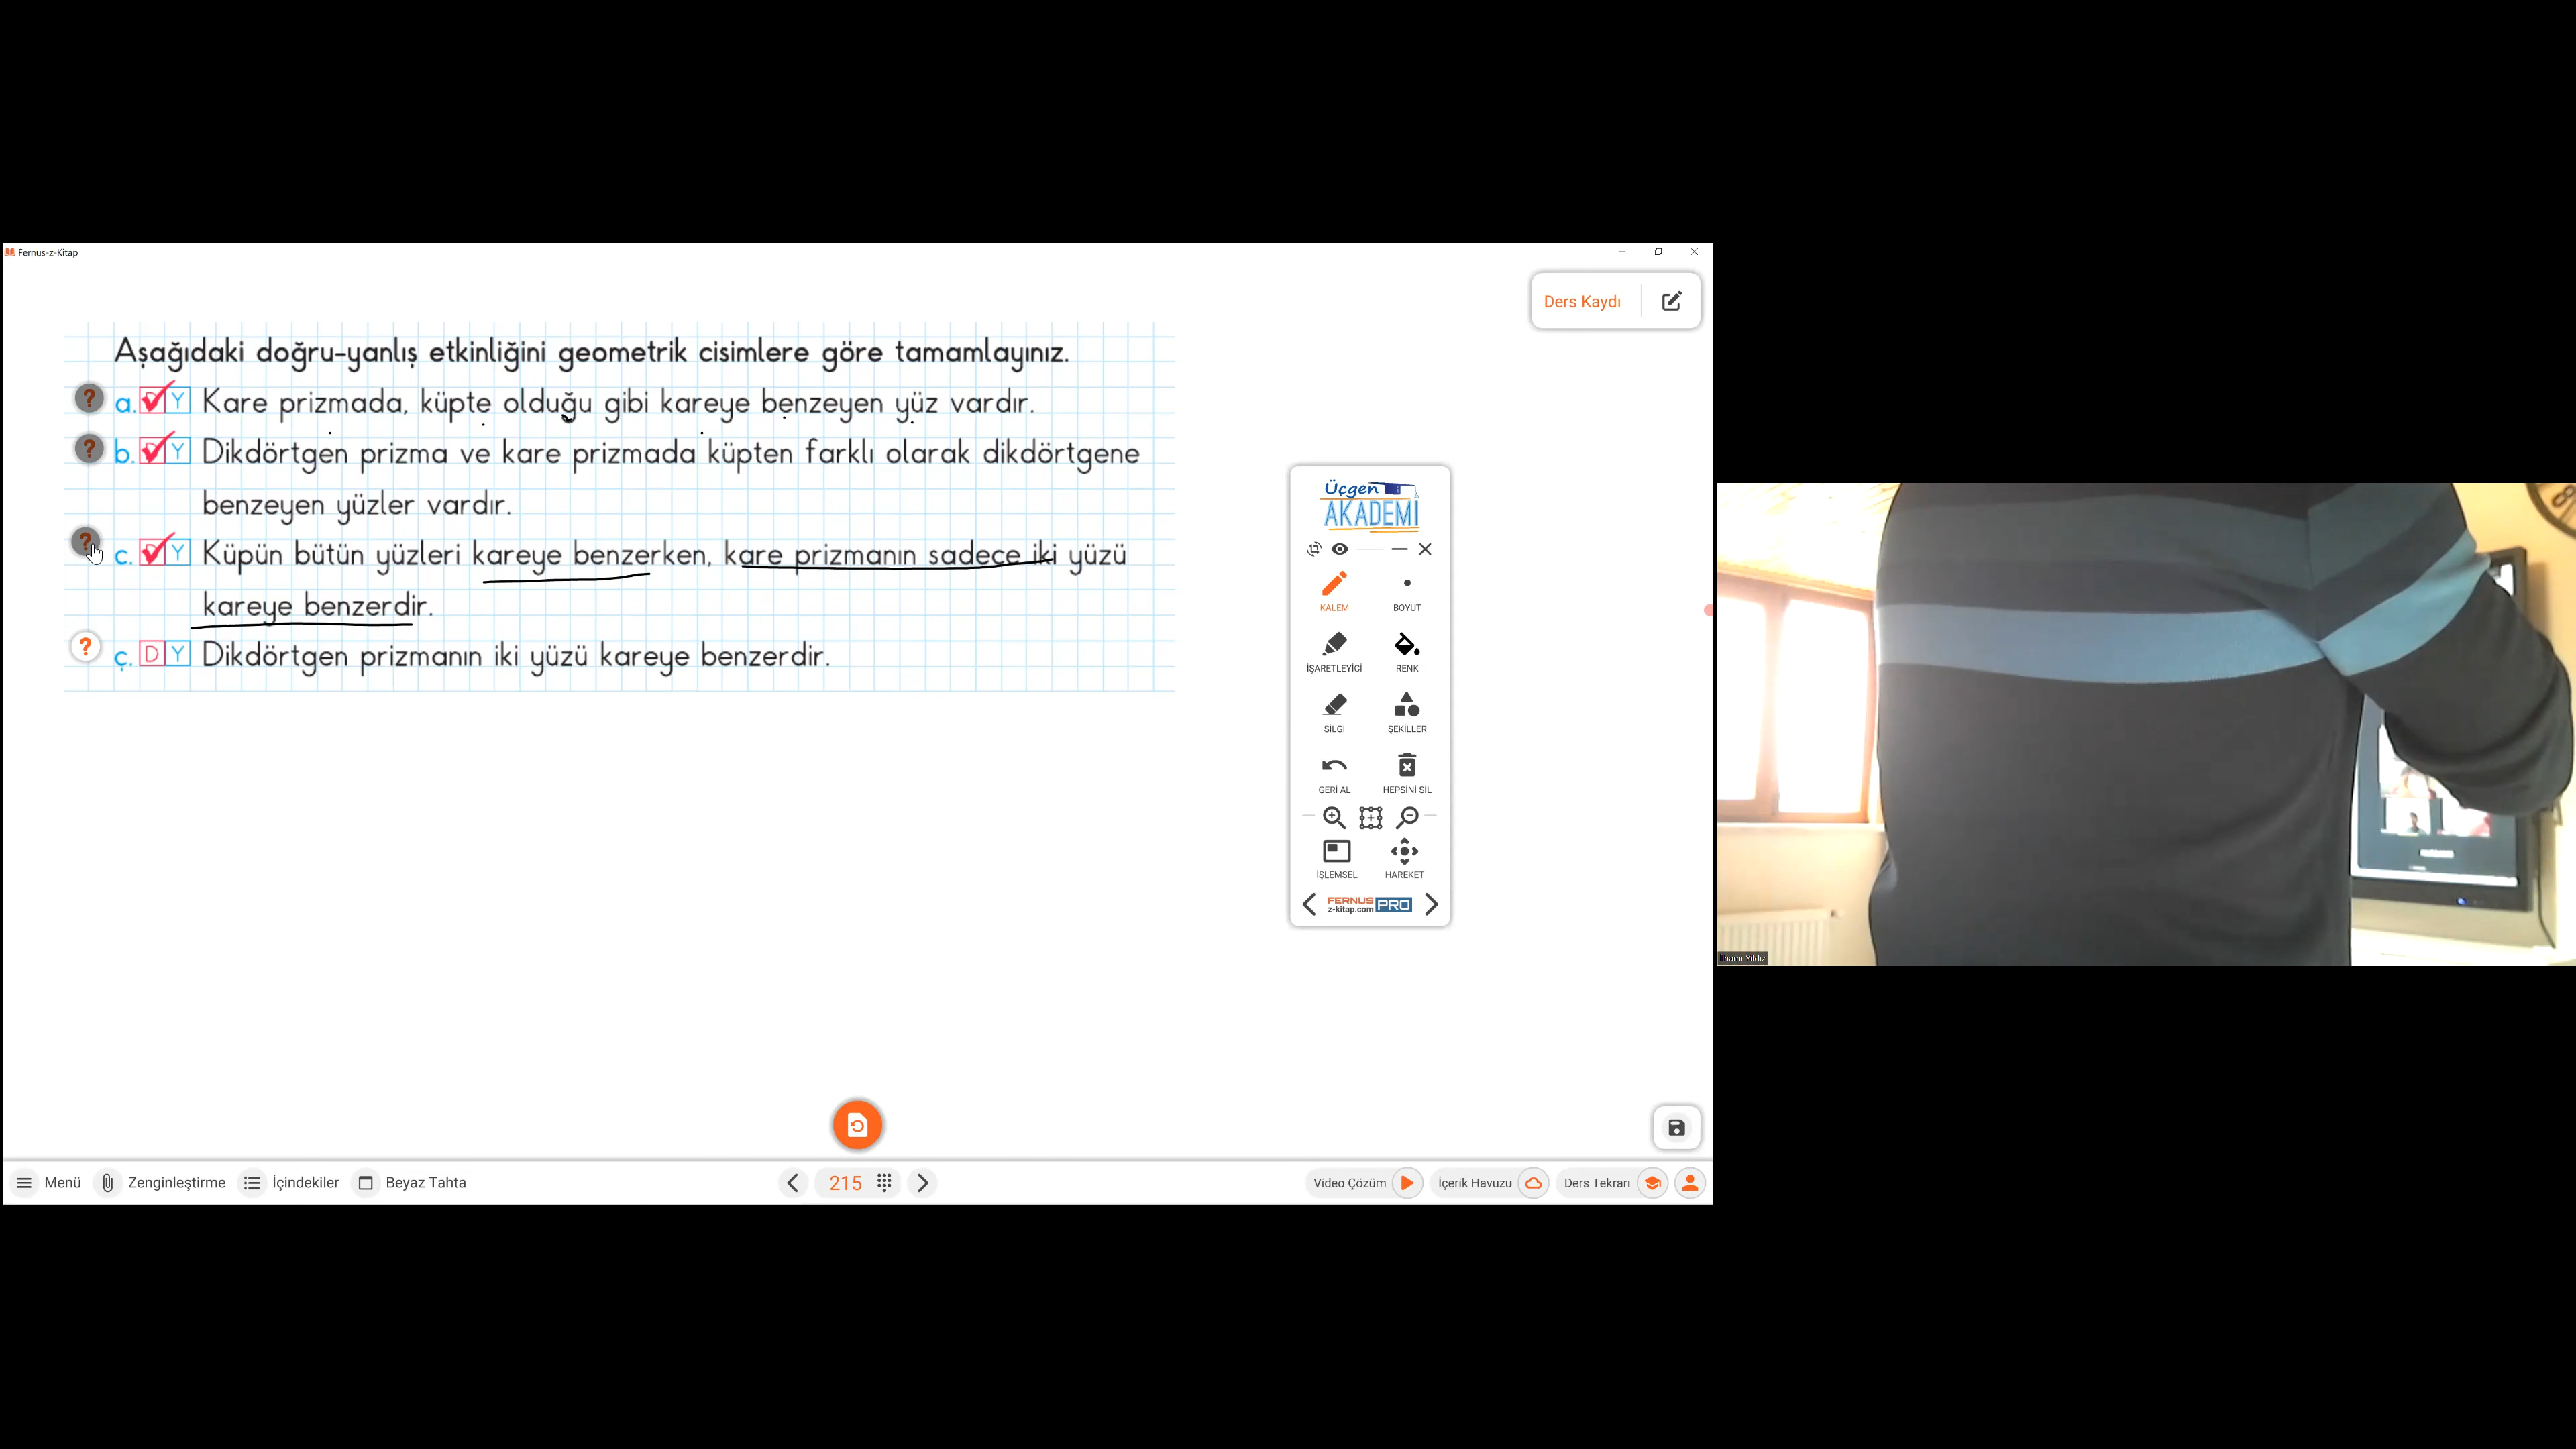 Fernus-z-Kitap
Ders Kaydı
Aşağıdaki doğru-yanlış etkinliğini geometrik cisimlere göre tamamlayınız.
? a. D Y Kare prizmada, küpte olduğu gibi kareye benzeyen yüz vardır.
? b. D Y Dikdörtgen prizma ve kare prizmada küpten farklı olarak dikdörtgene
benzeyen yüzler vardır.
? c. D Y Küpün bütün yüzleri kareye benzerken, kare prizmanın sadece iki yüzü
kareye benzerdir.
? ç. D Y Dikdörtgen prizmanın iki yüzü kareye benzerdir.
Üçgen
AKADEMİ
KALEM BOYUT
İŞARETLEYİCİ RENK
SİLGİ ŞEKİLLER
GERİ AL HEPSİNİ SİL
İŞLEMSEL HAREKET
FERNUS PRO
z-kitap.com
İlhami Yıldız
Menü Zenginleştirme İçindekiler Beyaz Tahta 215 Video Çözüm İçerik Havuzu Ders Tekrarı